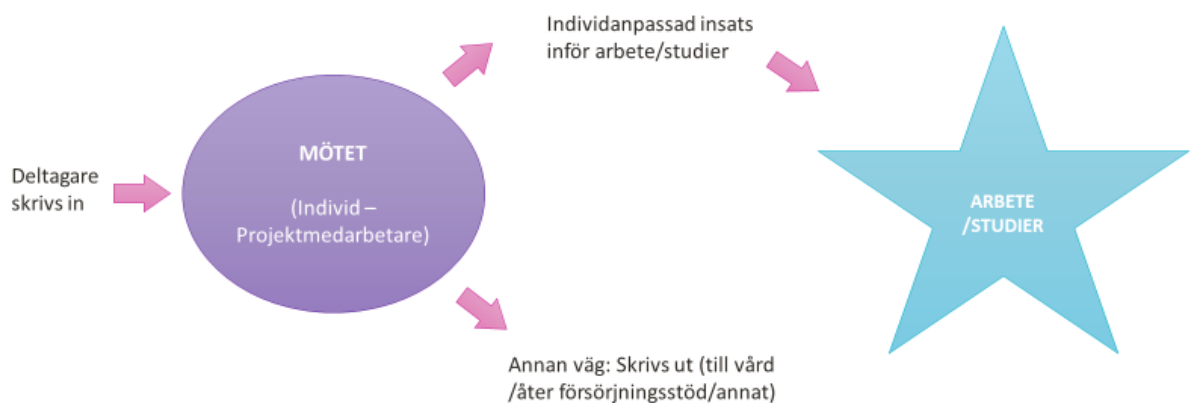 Deltagare
skrivs in
MÖTET
(Individ –
Projektmedarbetare)
Individanpassad insats
inför arbete/studier
Annan väg: Skrivs ut (till vård
/åter försörjningsstöd/annat)
ARBETE
/STUDIER